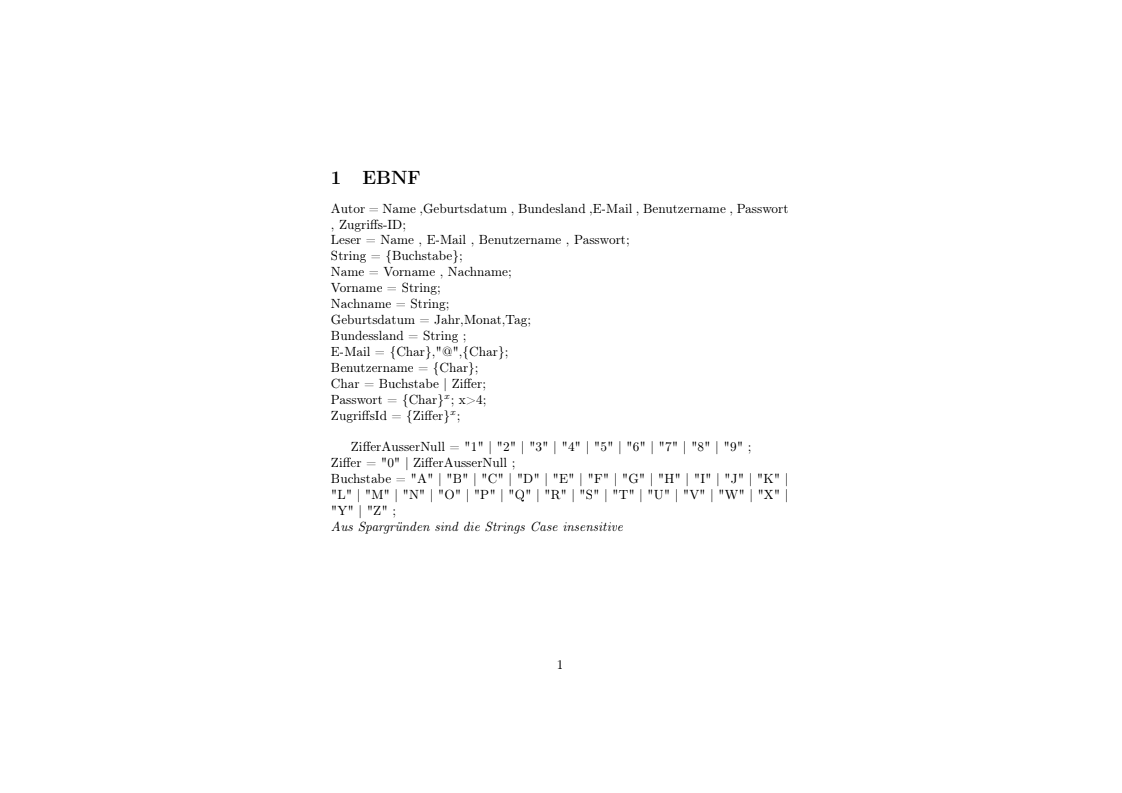 1 EBNF
Autor = Name ,Geburtsdatum , Bundesland ,E-Mail , Benutzername , Passwort
, Zugriffs-ID;
Leser = Name , E-Mail , Benutzername , Passwort;
String = {Buchstabe};
Name = Vorname , Nachname;
Vorname = String;
Nachname = String;
Geburtsdatum = Jahr,Monat,Tag;
Bundessland = String ;
E-Mail = {Char},"@",{Char};
Benutzername = {Char};
Char = Buchstabe | Ziffer;
Passwort = {Char}ˣ; x>4;
ZugriffsId = {Ziffer}ˣ;
ZifferAusserNull = "1" | "2" | "3" | "4" | "5" | "6" | "7" | "8" | "9" ;
Ziffer = "0" | ZifferAusserNull ;
Buchstabe = "A" | "B" | "C" | "D" | "E" | "F" | "G" | "H" | "I" | "J" | "K" |
"L" | "M" | "N" | "O" | "P" | "Q" | "R" | "S" | "T" | "U" | "V" | "W" | "X" |
"Y" | "Z" ;
Aus Spargründen sind die Strings Case insensitive
1